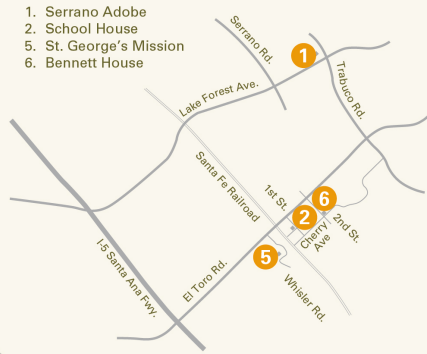 1. Serrano Adobe
2. School House
5. St. George's Mission
6. Bennett House
Serrano Rd.
1
Trabuco Rd.
Lake Forest Ave.
Santa Fe Railroad
1st St.
6
2
2nd St.
Cherry
Ave
I-5 Santa Ana Fwy.
El Toro Rd.
5
Whisler Rd.